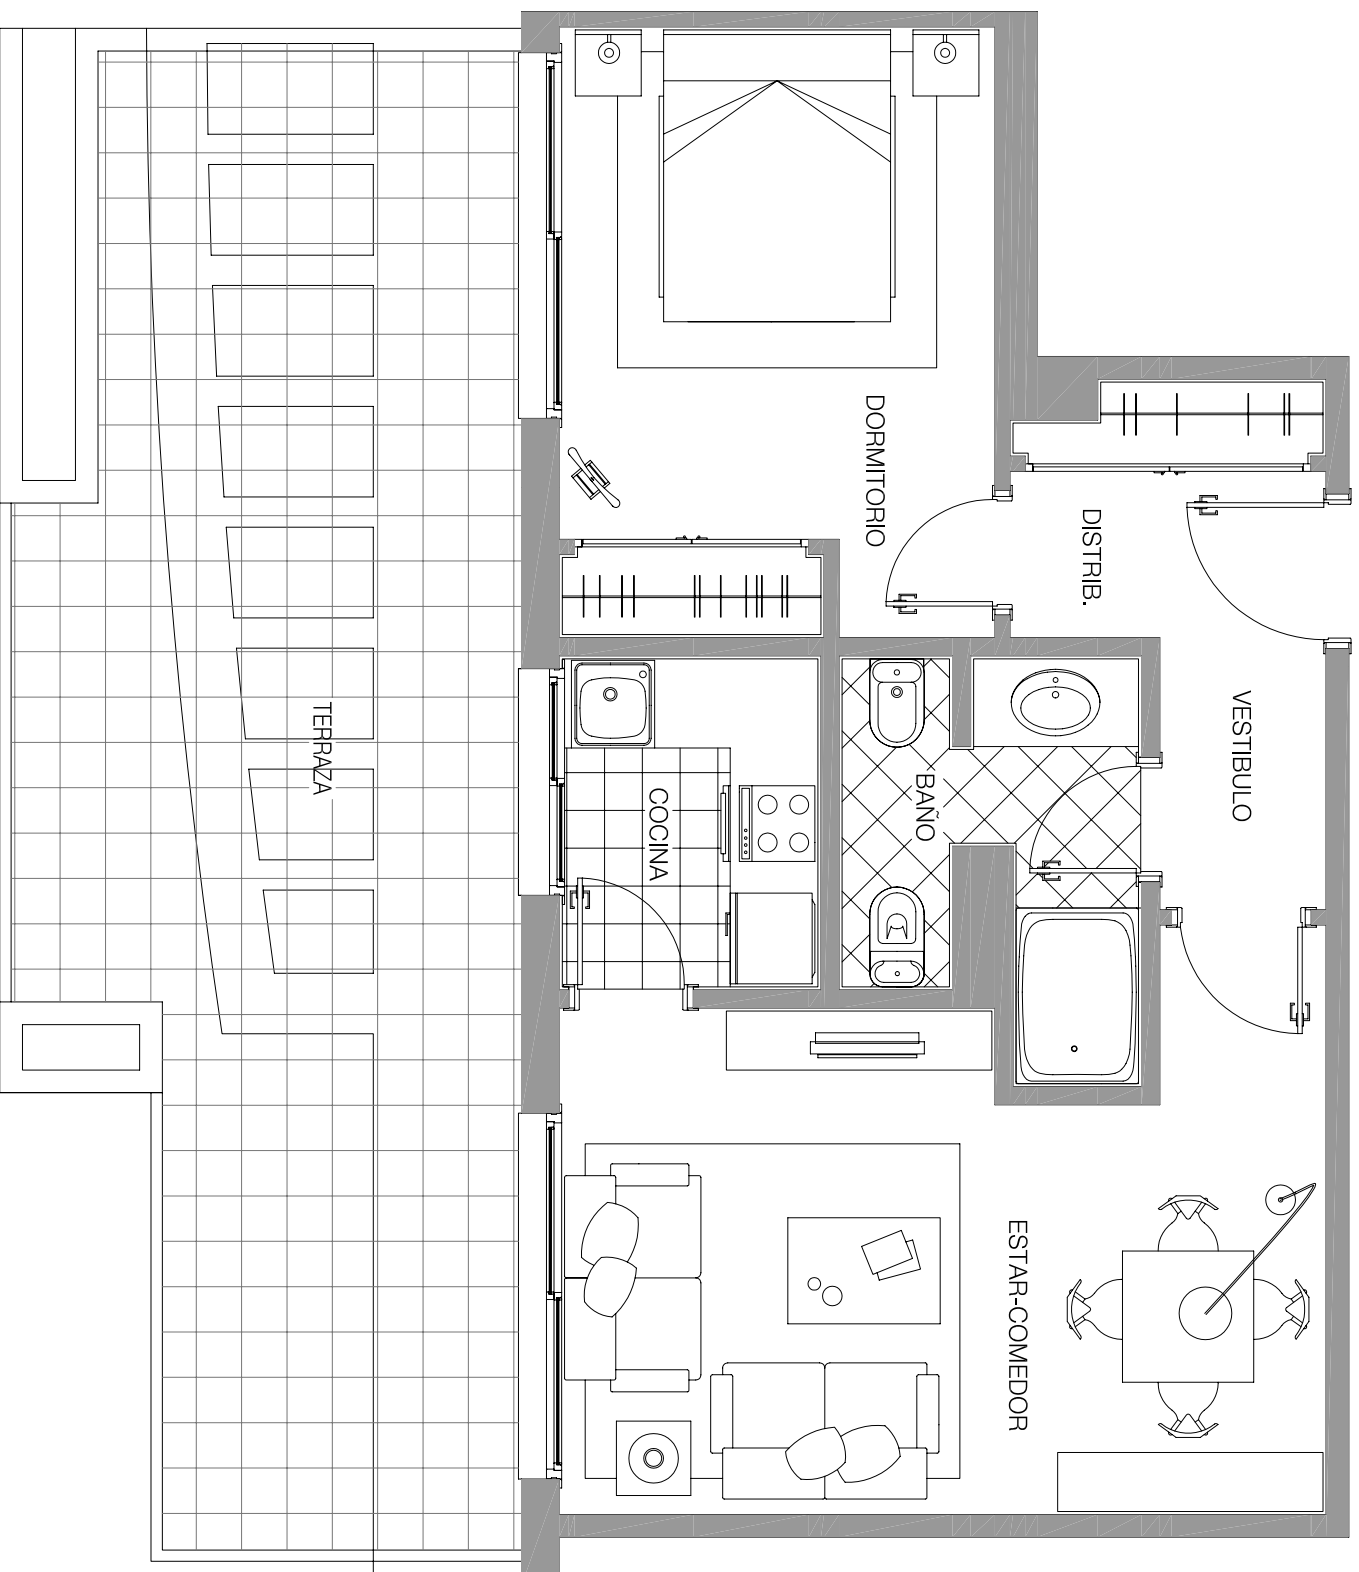 DORMITORIO
DISTRIB.
VESTIBULO
TERRAZA
COCINA
BAÑO
ESTAR-COMEDOR